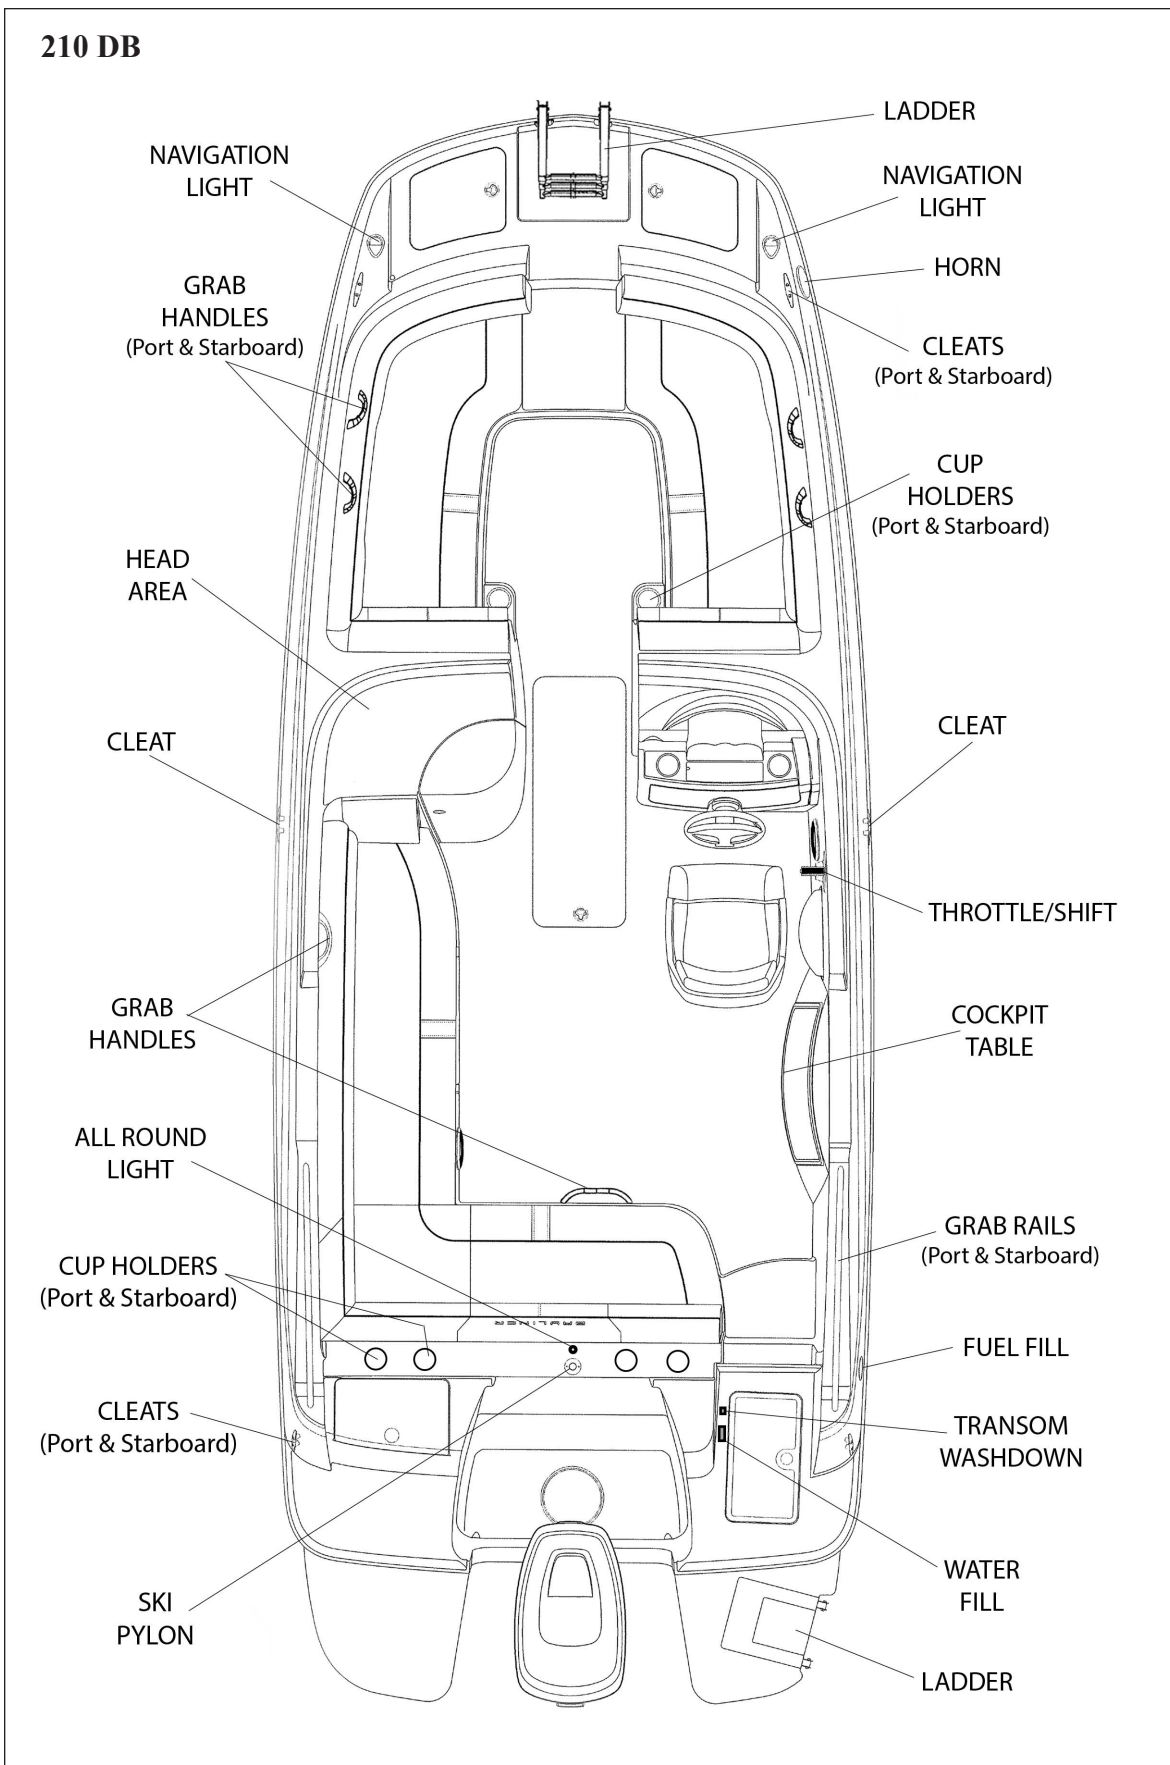 210 DB
LADDER
NAVIGATION
LIGHT
NAVIGATION
LIGHT
HORN
GRAB
HANDLES
(Port & Starboard)
CLEATS
(Port & Starboard)
CUP
HOLDERS
(Port & Starboard)
HEAD
AREA
CLEAT
CLEAT
THROTTLE/SHIFT
GRAB
HANDLES
COCKPIT
TABLE
ALL ROUND
LIGHT
GRAB RAILS
(Port & Starboard)
CUP HOLDERS
(Port & Starboard)
BAYLINER
FUEL FILL
CLEATS
(Port & Starboard)
TRANSOM
WASHDOWN
WATER
FILL
SKI
PYLON
LADDER